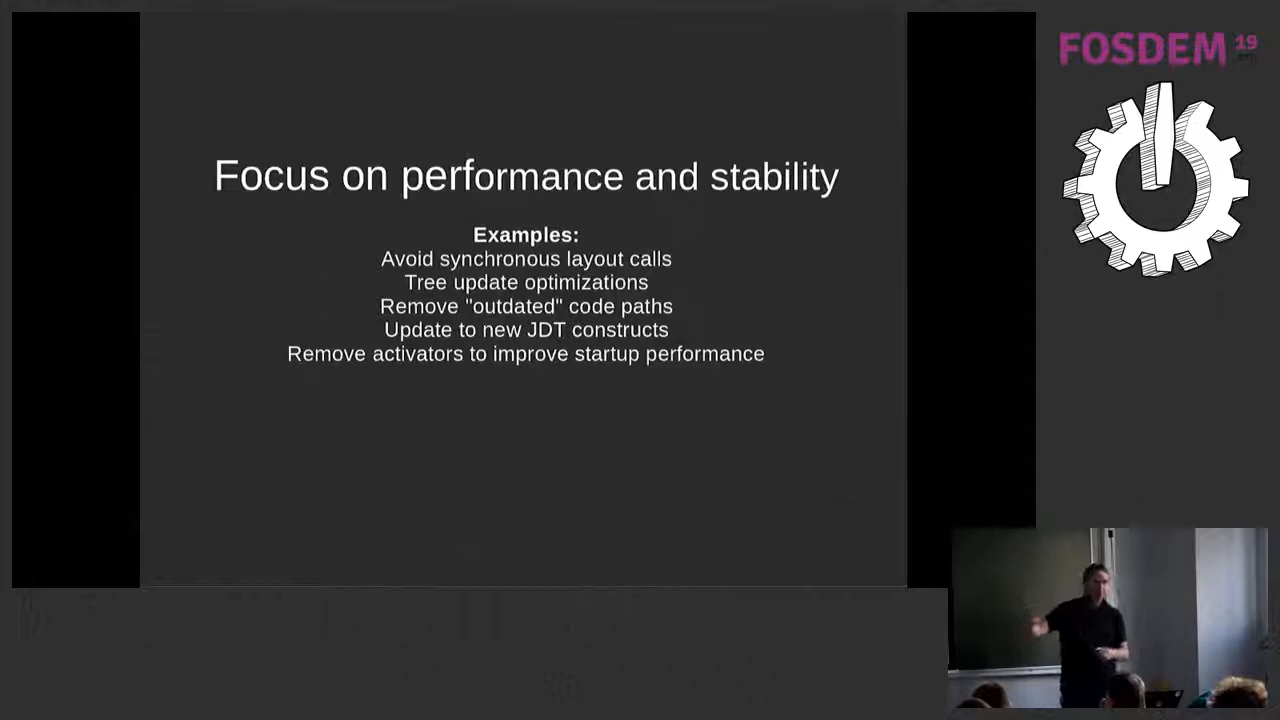 Focus on performance and stability
Examples:
Avoid synchronous layout calls
Tree update optimizations
Remove "outdated" code paths
Update to new JDT constructs
Remove activators to improve startup performance
FOSDEM 19